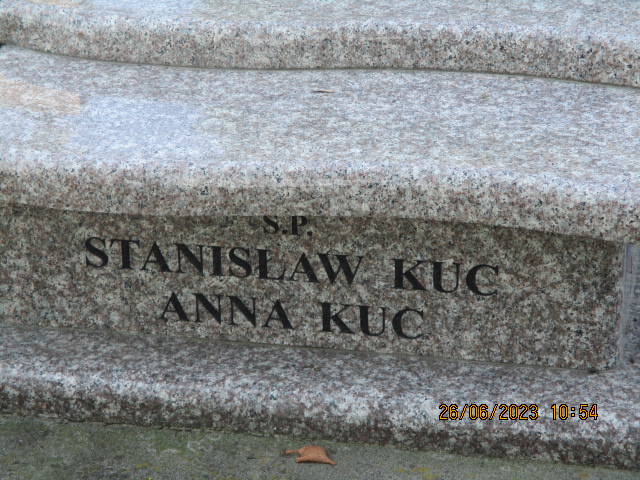 S.P.
STANISŁAW KUC
ANNA KUC
26/06/2023 10:54